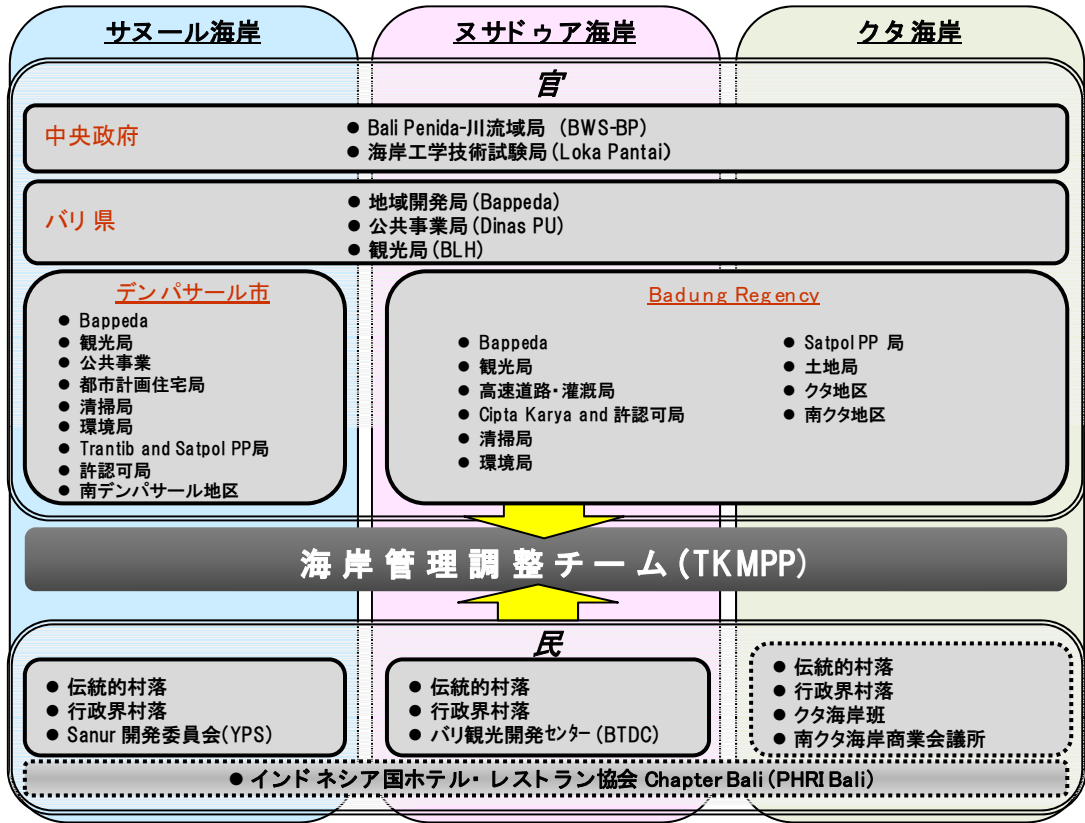 サヌール海岸
ヌサドゥア海岸
クタ海岸
官
中央政府
● Bali Penida-川流域局 (BWS-BP)
● 海岸工学技術試験局(Loka Pantai)
バリ県
● 地域開発局(Bappeda)
● 公共事業局(Dinas PU)
● 観光局(BLH)
デンパサール市
● Bappeda
● 観光局
● 公共事業
● 都市計画住宅局
● 清掃局
● 環境局
● Trantib and Satpol PP局
● 許認可局
● 南デンパサール地区
Badung Regency
● Bappeda
● 観光局
● 高速道路・灌漑局
● Cipta Karya and 許認可局
● 清掃局
● 環境局
● Satpol PP 局
● 土地局
● クタ地区
● 南クタ地区
海岸管理調整チーム(TKMPP)
民
● 伝統的村落
● 行政界村落
● Sanur 開発委員会(YPS)
● 伝統的村落
● 行政界村落
● バリ観光開発ｾﾝﾀｰ (BTDC)
● 伝統的村落
● 行政界村落
● クタ海岸班
● 南クタ海岸商業会議所
● インドネシア国ホテル・レストラン協会 Chapter Bali (PHRI Bali)